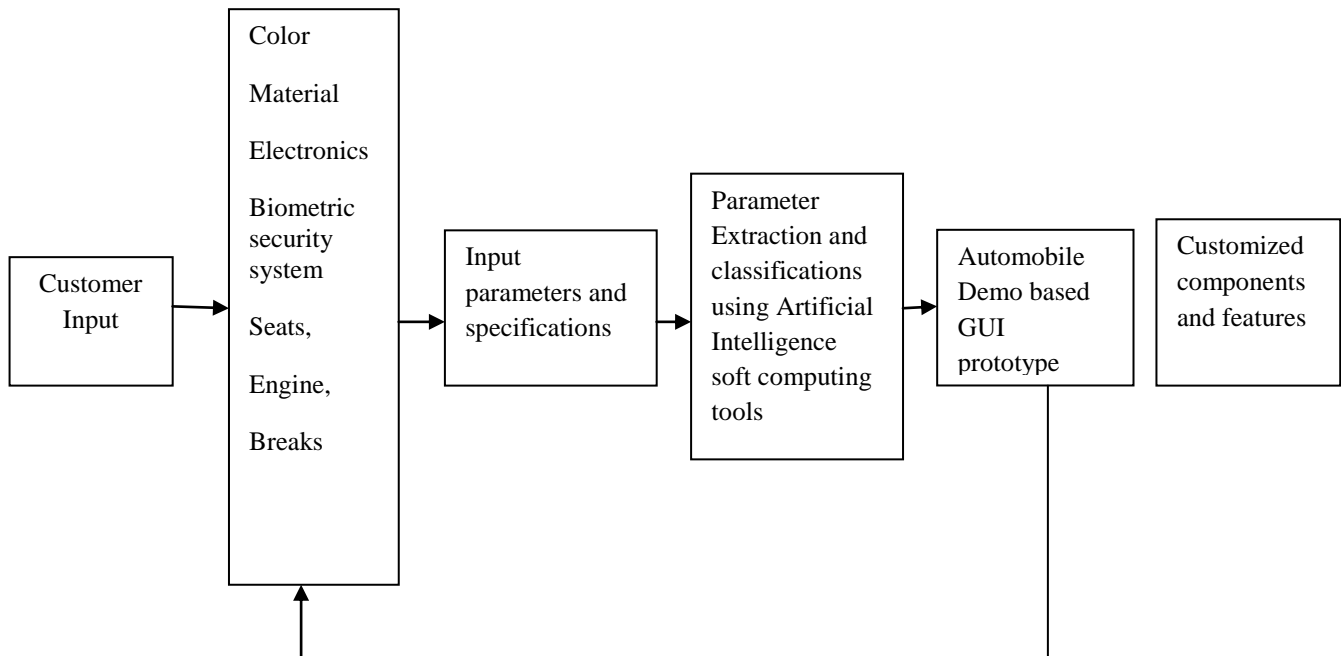 Customer
Input
Color
Material
Electronics
Biometric
security
system
Seats,
Engine,
Breaks
Input
parameters and
specifications
Parameter
Extraction and
classifications
using Artificial
Intelligence
soft computing
tools
Automobile
Demo based
GUI
prototype
Customized
components
and features